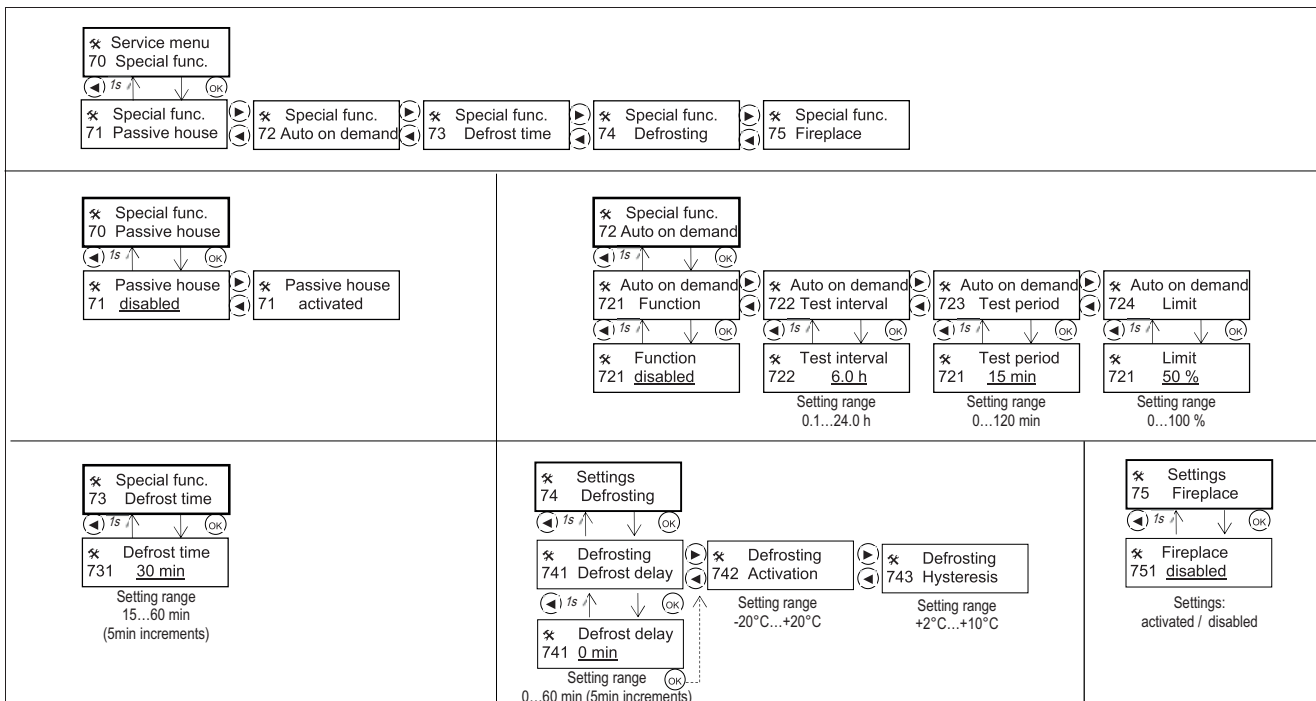 Service menu
70 Special func.
1s
OK
Special func.
71 Passive house
Special func.
72 Auto on demand
Special func.
73 Defrost time
Special func.
74 Defrosting
Special func.
75 Fireplace
Special func.
70 Passive house
1s
OK
Passive house
71 disabled
Passive house
71 activated
Special func.
72 Auto on demand
1s
OK
Auto on demand
721 Function
Auto on demand
722 Test interval
Auto on demand
723 Test period
Auto on demand
724 Limit
1s
OK
1s
OK
1s
OK
1s
OK
Function
721 disabled
Test interval
722 6.0 h
Test period
721 15 min
Limit
721 50 %
Setting range
0.1...24.0 h
Setting range
0...120 min
Setting range
0...100 %
Special func.
73 Defrost time
1s
OK
Defrost time
731 30 min
Setting range
15...60 min
(5min increments)
Settings
74 Defrosting
1s
OK
Defrosting
741 Defrost delay
Defrosting
742 Activation
Defrosting
743 Hysteresis
1s
OK
Setting range
-20°C...+20°C
Setting range
+2°C...+10°C
Defrost delay
741 0 min
Setting range
OK
0...60 min (5min increments)
Settings
75 Fireplace
1s
OK
Fireplace
751 disabled
Settings:
activated / disabled